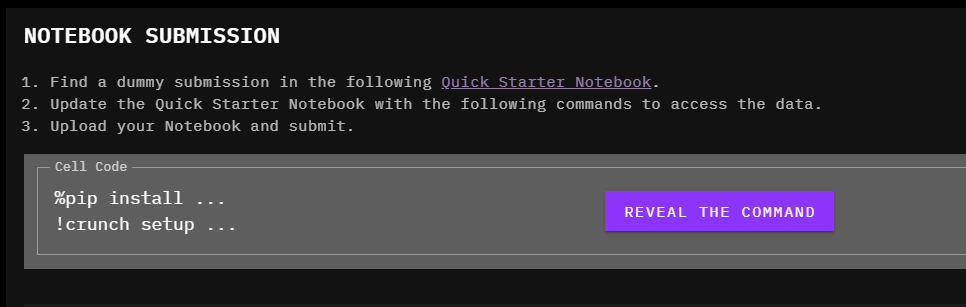 NOTEBOOK SUBMISSION
1. Find a dummy submission in the following Quick Starter Notebook.
2. Update the Quick Starter Notebook with the following commands to access the data.
3. Upload your Notebook and submit.
Cell Code
%pip install ...
!crunch setup ...
REVEAL THE COMMAND